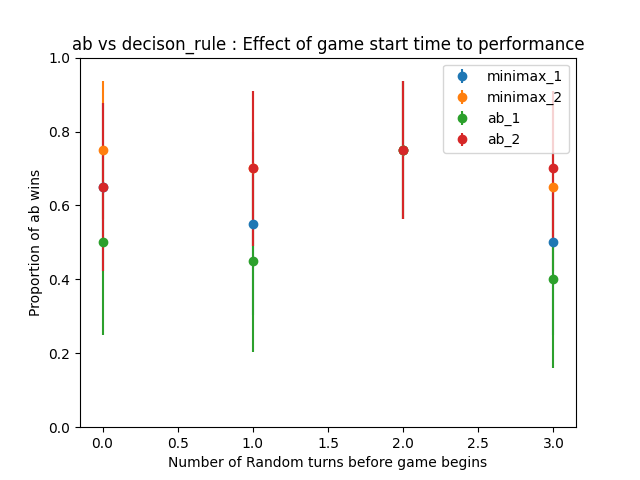 ab vs decison_rule : Effect of game start time to performance
minimax_1
minimax_2
ab_1
ab_2
Proportion of ab wins
1.0
0.8
0.6
0.4
0.2
0.0
0.0 0.5 1.0 1.5 2.0 2.5 3.0
Number of Random turns before game begins